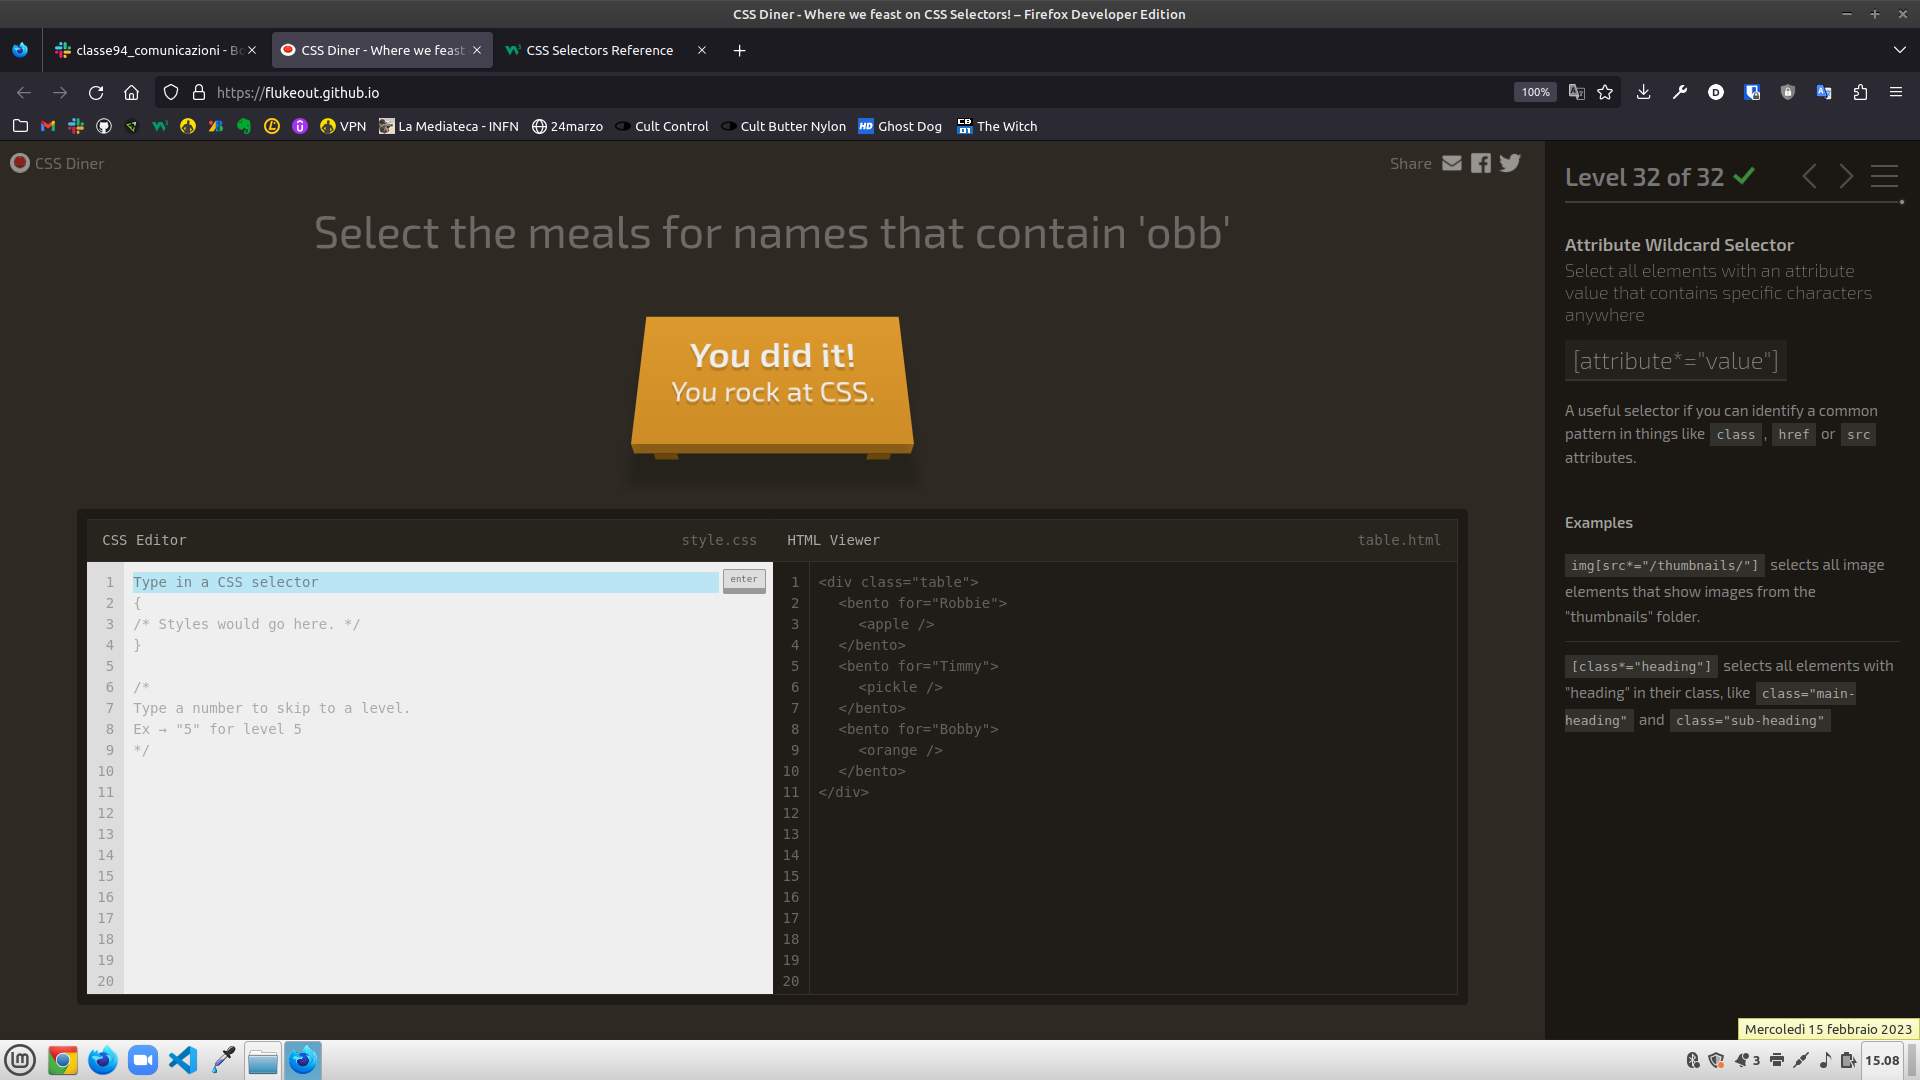 CSS Diner - Where we feast on CSS Selectors! – Firefox Developer Edition
classe94_comunicazioni - Bo
CSS Diner - Where we feast
CSS Selectors Reference
https://flukeout.github.io
100%
VPN
La Mediateca - INFN
24marzo
Cult Control
Cult Butter Nylon
HD Ghost Dog
CB 01 The Witch
CSS Diner
Share
Level 32 of 32
Select the meals for names that contain 'obb'
You did it!
You rock at CSS.
Attribute Wildcard Selector
Select all elements with an attribute
value that contains specific characters
anywhere
[attribute*="value"]
A useful selector if you can identify a common
pattern in things like class , href or src
attributes.
Examples
img[src*="/thumbnails/"] selects all image
elements that show images from the
"thumbnails" folder.
[class*="heading"] selects all elements with
"heading" in their class, like class="main-
heading" and class="sub-heading"
CSS Editor
style.css
1 Type in a CSS selector
enter
2 {
3 /* Styles would go here. */
4 }
5
6 /*
7 Type a number to skip to a level.
8 Ex → "5" for level 5
9 */
10
11
12
13
14
15
16
17
18
19
20
HTML Viewer
table.html
1 <div class="table">
2 <bento for="Robbie">
3 <apple />
4 </bento>
5 <bento for="Timmy">
6 <pickle />
7 </bento>
8 <bento for="Bobby">
9 <orange />
10 </bento>
11 </div>
12
13
14
15
16
17
18
19
20
Mercoledì 15 febbraio 2023
3
15.08